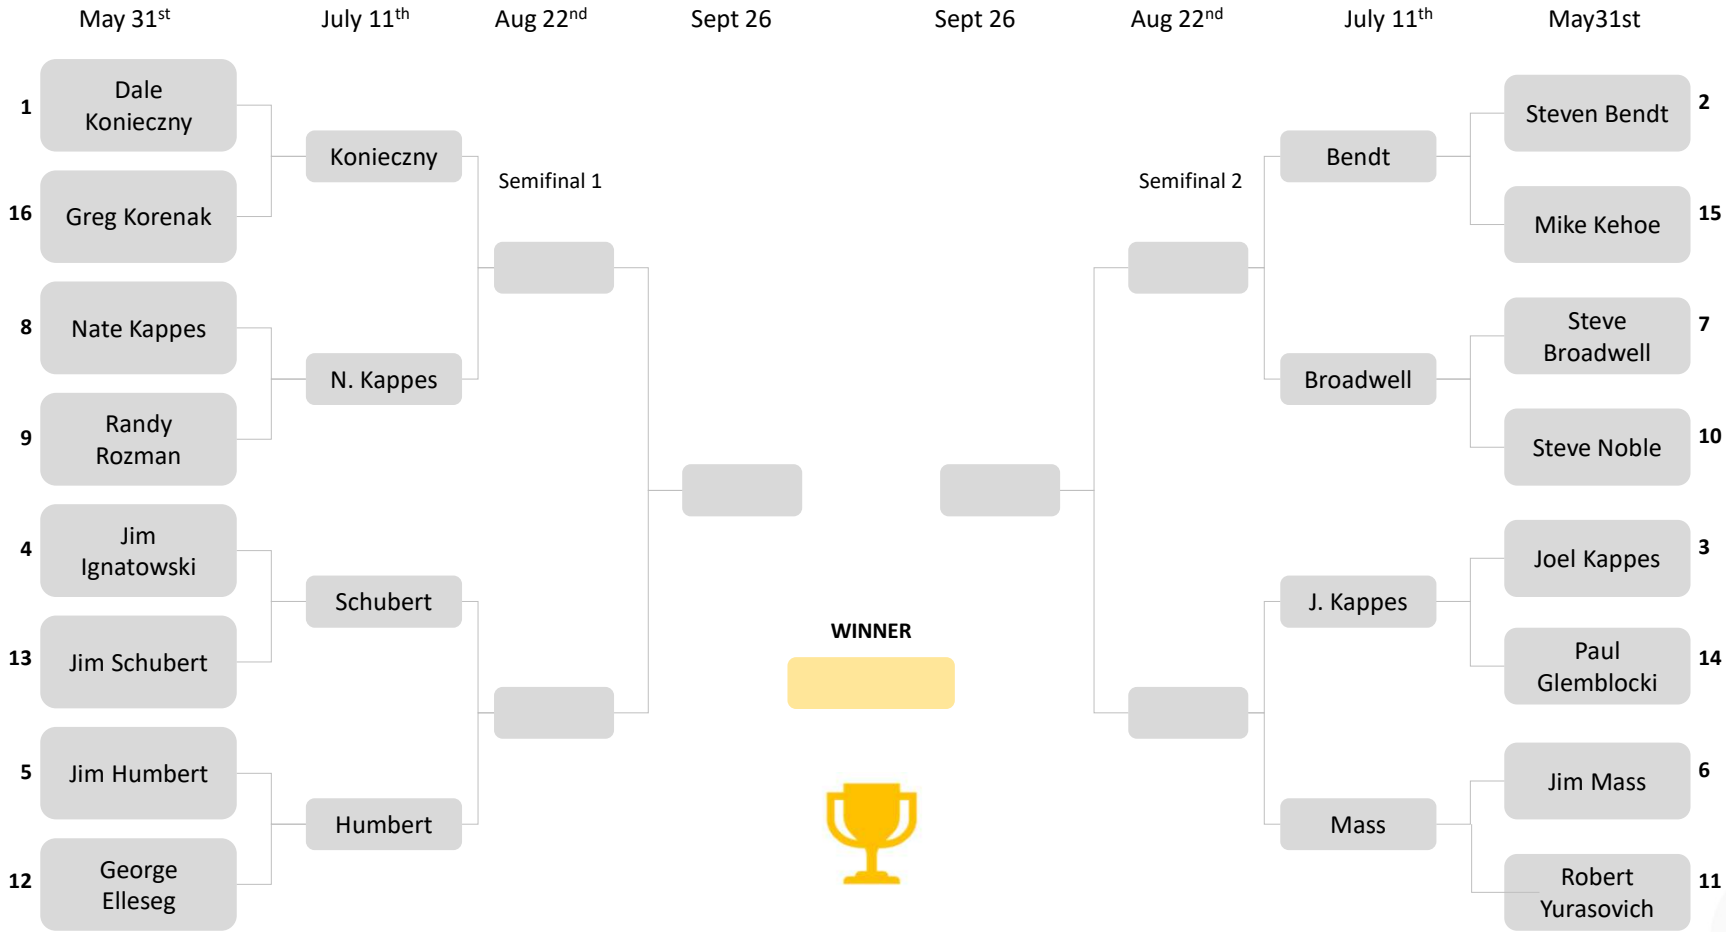 May 31st
July 11th
Aug 22nd
Sept 26
Sept 26
Aug 22nd
July 11th
May31st
1
Dale
Konieczny
16
Greg Korenak
8
Nate Kappes
9
Randy
Rozman
4
Jim
Ignatowski
13
Jim Schubert
5
Jim Humbert
12
George
Elleseg
Konieczny
N. Kappes
Schubert
Humbert
Semifinal 1
WINNER
Semifinal 2
Bendt
Broadwell
J. Kappes
Mass
Steven Bendt
2
Mike Kehoe
15
Steve
Broadwell
7
Steve Noble
10
Joel Kappes
3
Paul
Glemblocki
14
Jim Mass
6
Robert
Yurasovich
11